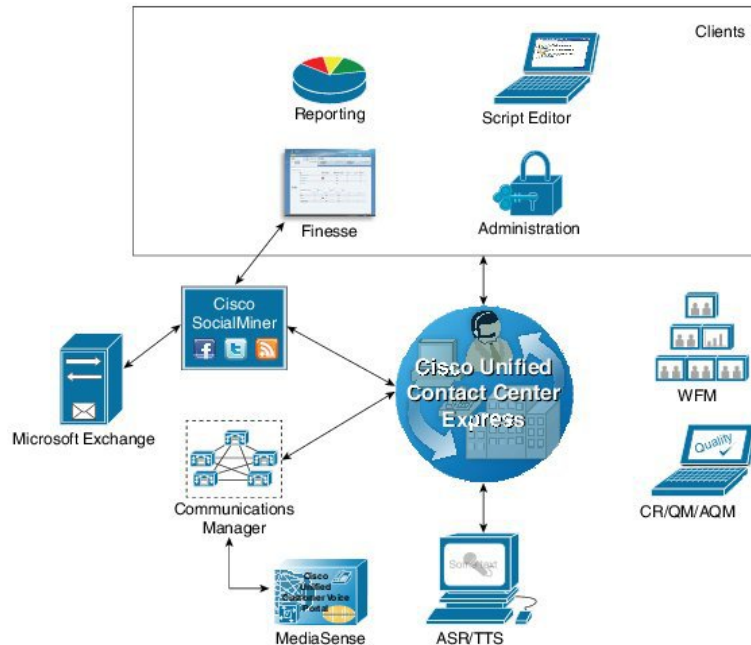 Clients
Reporting
Script Editor
Finesse
Administration
Cisco
SocialMiner
Microsoft Exchange
Cisco Unified
Contact Center
Express
WFM
Quality
CR/QM/AQM
Communications
Manager
Cisco
Unified
Customer Voice
Portal
MediaSense
ASR/TTS